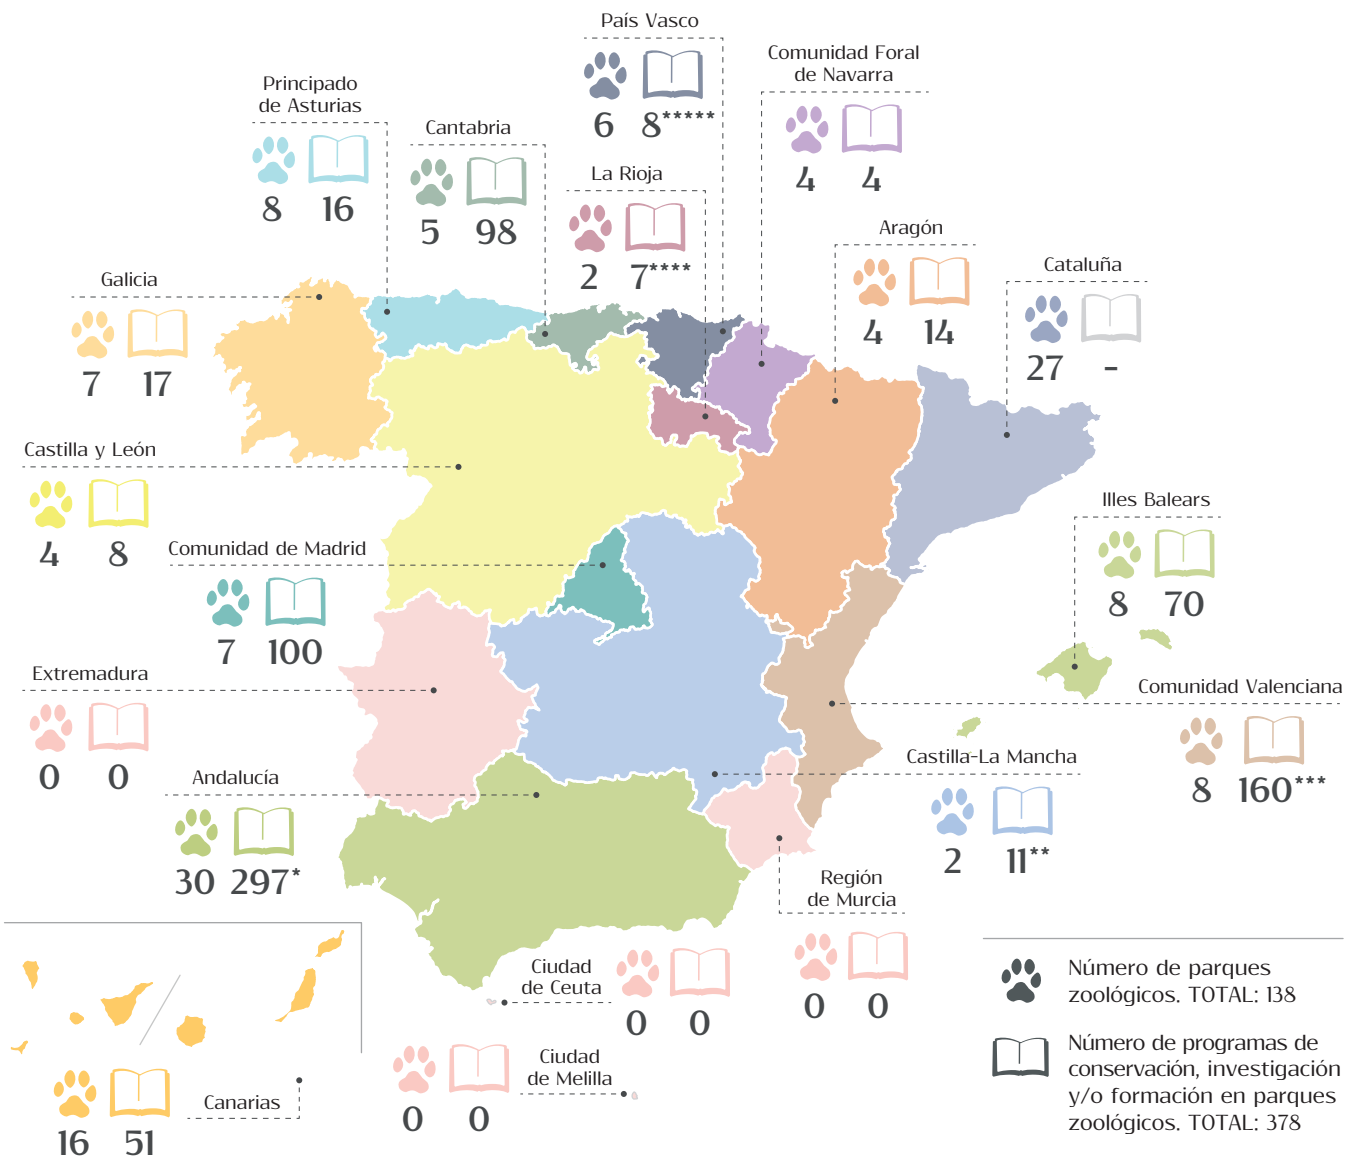 País Vasco
6 8*****
Comunidad Foral
de Navarra
4 4
Principado
de Asturias
8 16
Cantabria
5 98
La Rioja
2 7****
Aragón
4 14
Cataluña
27 -
Galicia
7 17
Castilla y León
4 8
Illes Balears
8 70
Comunidad de Madrid
7 100
Extremadura
0 0
Comunidad Valenciana
8 160***
Castilla-La Mancha
2 11**
Andalucía
30 297*
Región
de Murcia
0 0
Ciudad
de Ceuta
0 0
Ciudad
de Melilla
0 0
Canarias
16 51
Número de parques
zoológicos. TOTAL: 138
Número de programas de
conservación, investigación
y/o formación en parques
zoológicos. TOTAL: 378